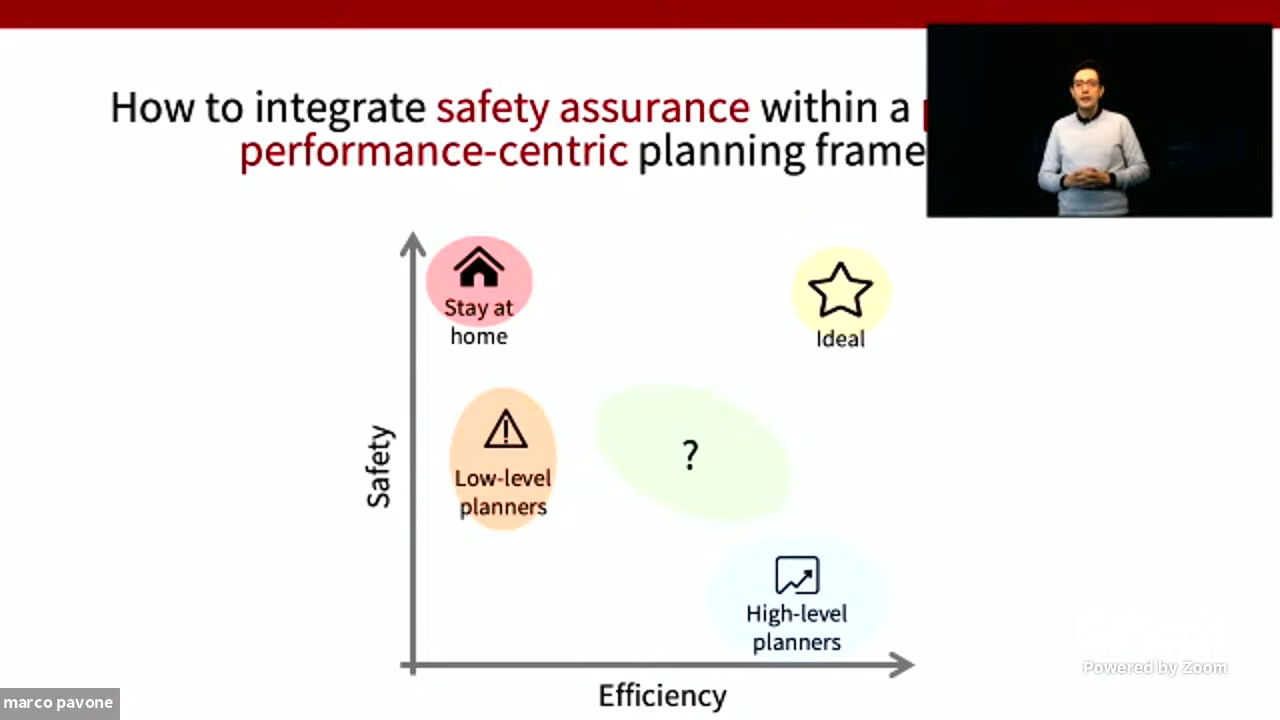 How to integrate safety assurance within a
performance-centric planning frame
Stay at
home
Ideal
Safety
?
Low-level
planners
High-level
planners
Efficiency
Powered by Zoom
marco pavone